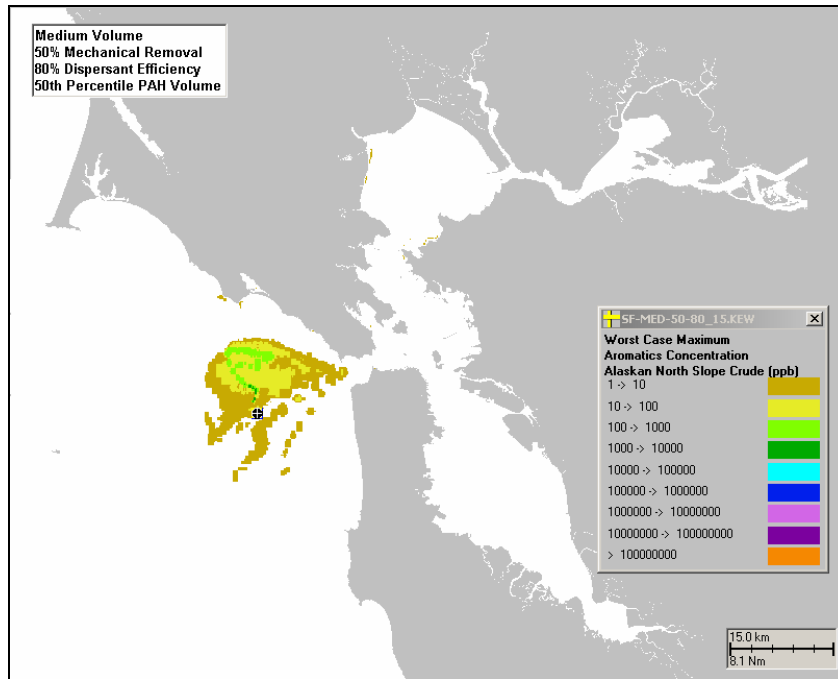 Medium Volume
50% Mechanical Removal
80% Dispersant Efficiency
50th Percentile PAH Volume
SF-MED-50-80_15.KEW
Worst Case Maximum
Aromatics Concentration
Alaskan North Slope Crude (ppb)
1 -> 10
10 -> 100
100 -> 1000
1000 -> 10000
10000 -> 100000
100000 -> 1000000
1000000 -> 10000000
10000000 -> 100000000
> 100000000
15.0 km
8.1 Nm